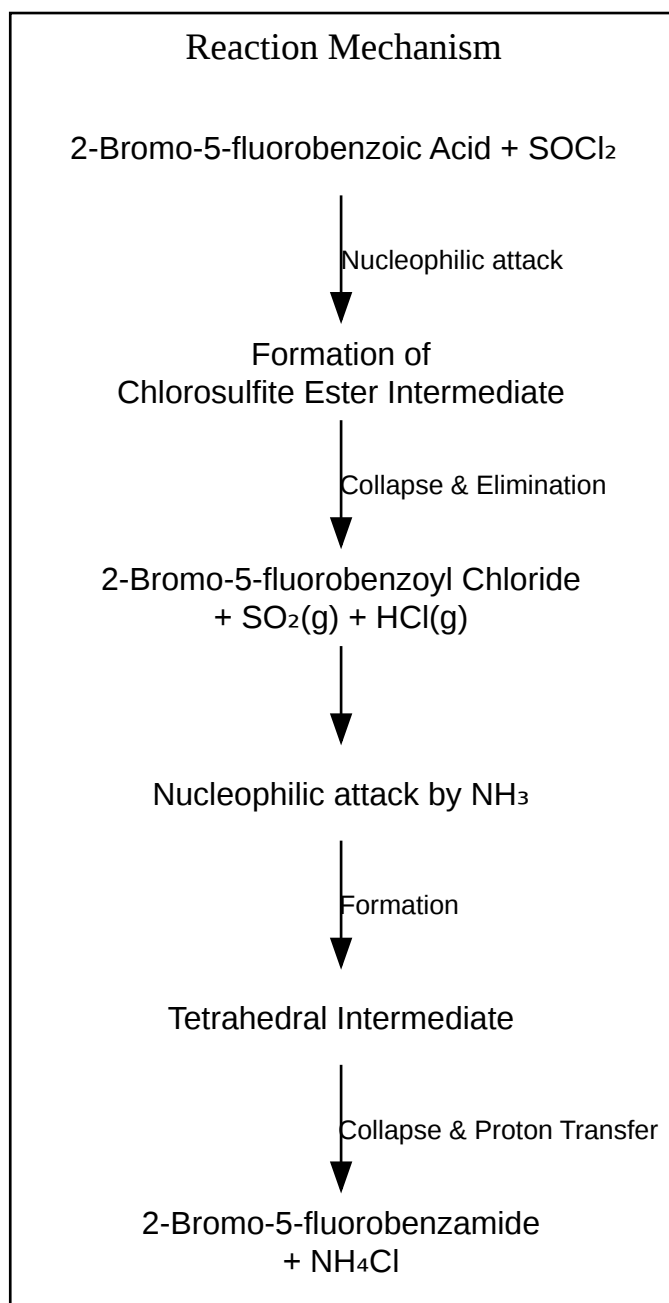 Reaction Mechanism
2-Bromo-5-fluorobenzoic Acid + SOCl₂
Nucleophilic attack
Formation of
Chlorosulfite Ester Intermediate
Collapse & Elimination
2-Bromo-5-fluorobenzoyl Chloride
+ SO₂(g) + HCl(g)
Nucleophilic attack by NH₃
Formation
Tetrahedral Intermediate
Collapse & Proton Transfer
2-Bromo-5-fluorobenzamide
+ NH₄Cl